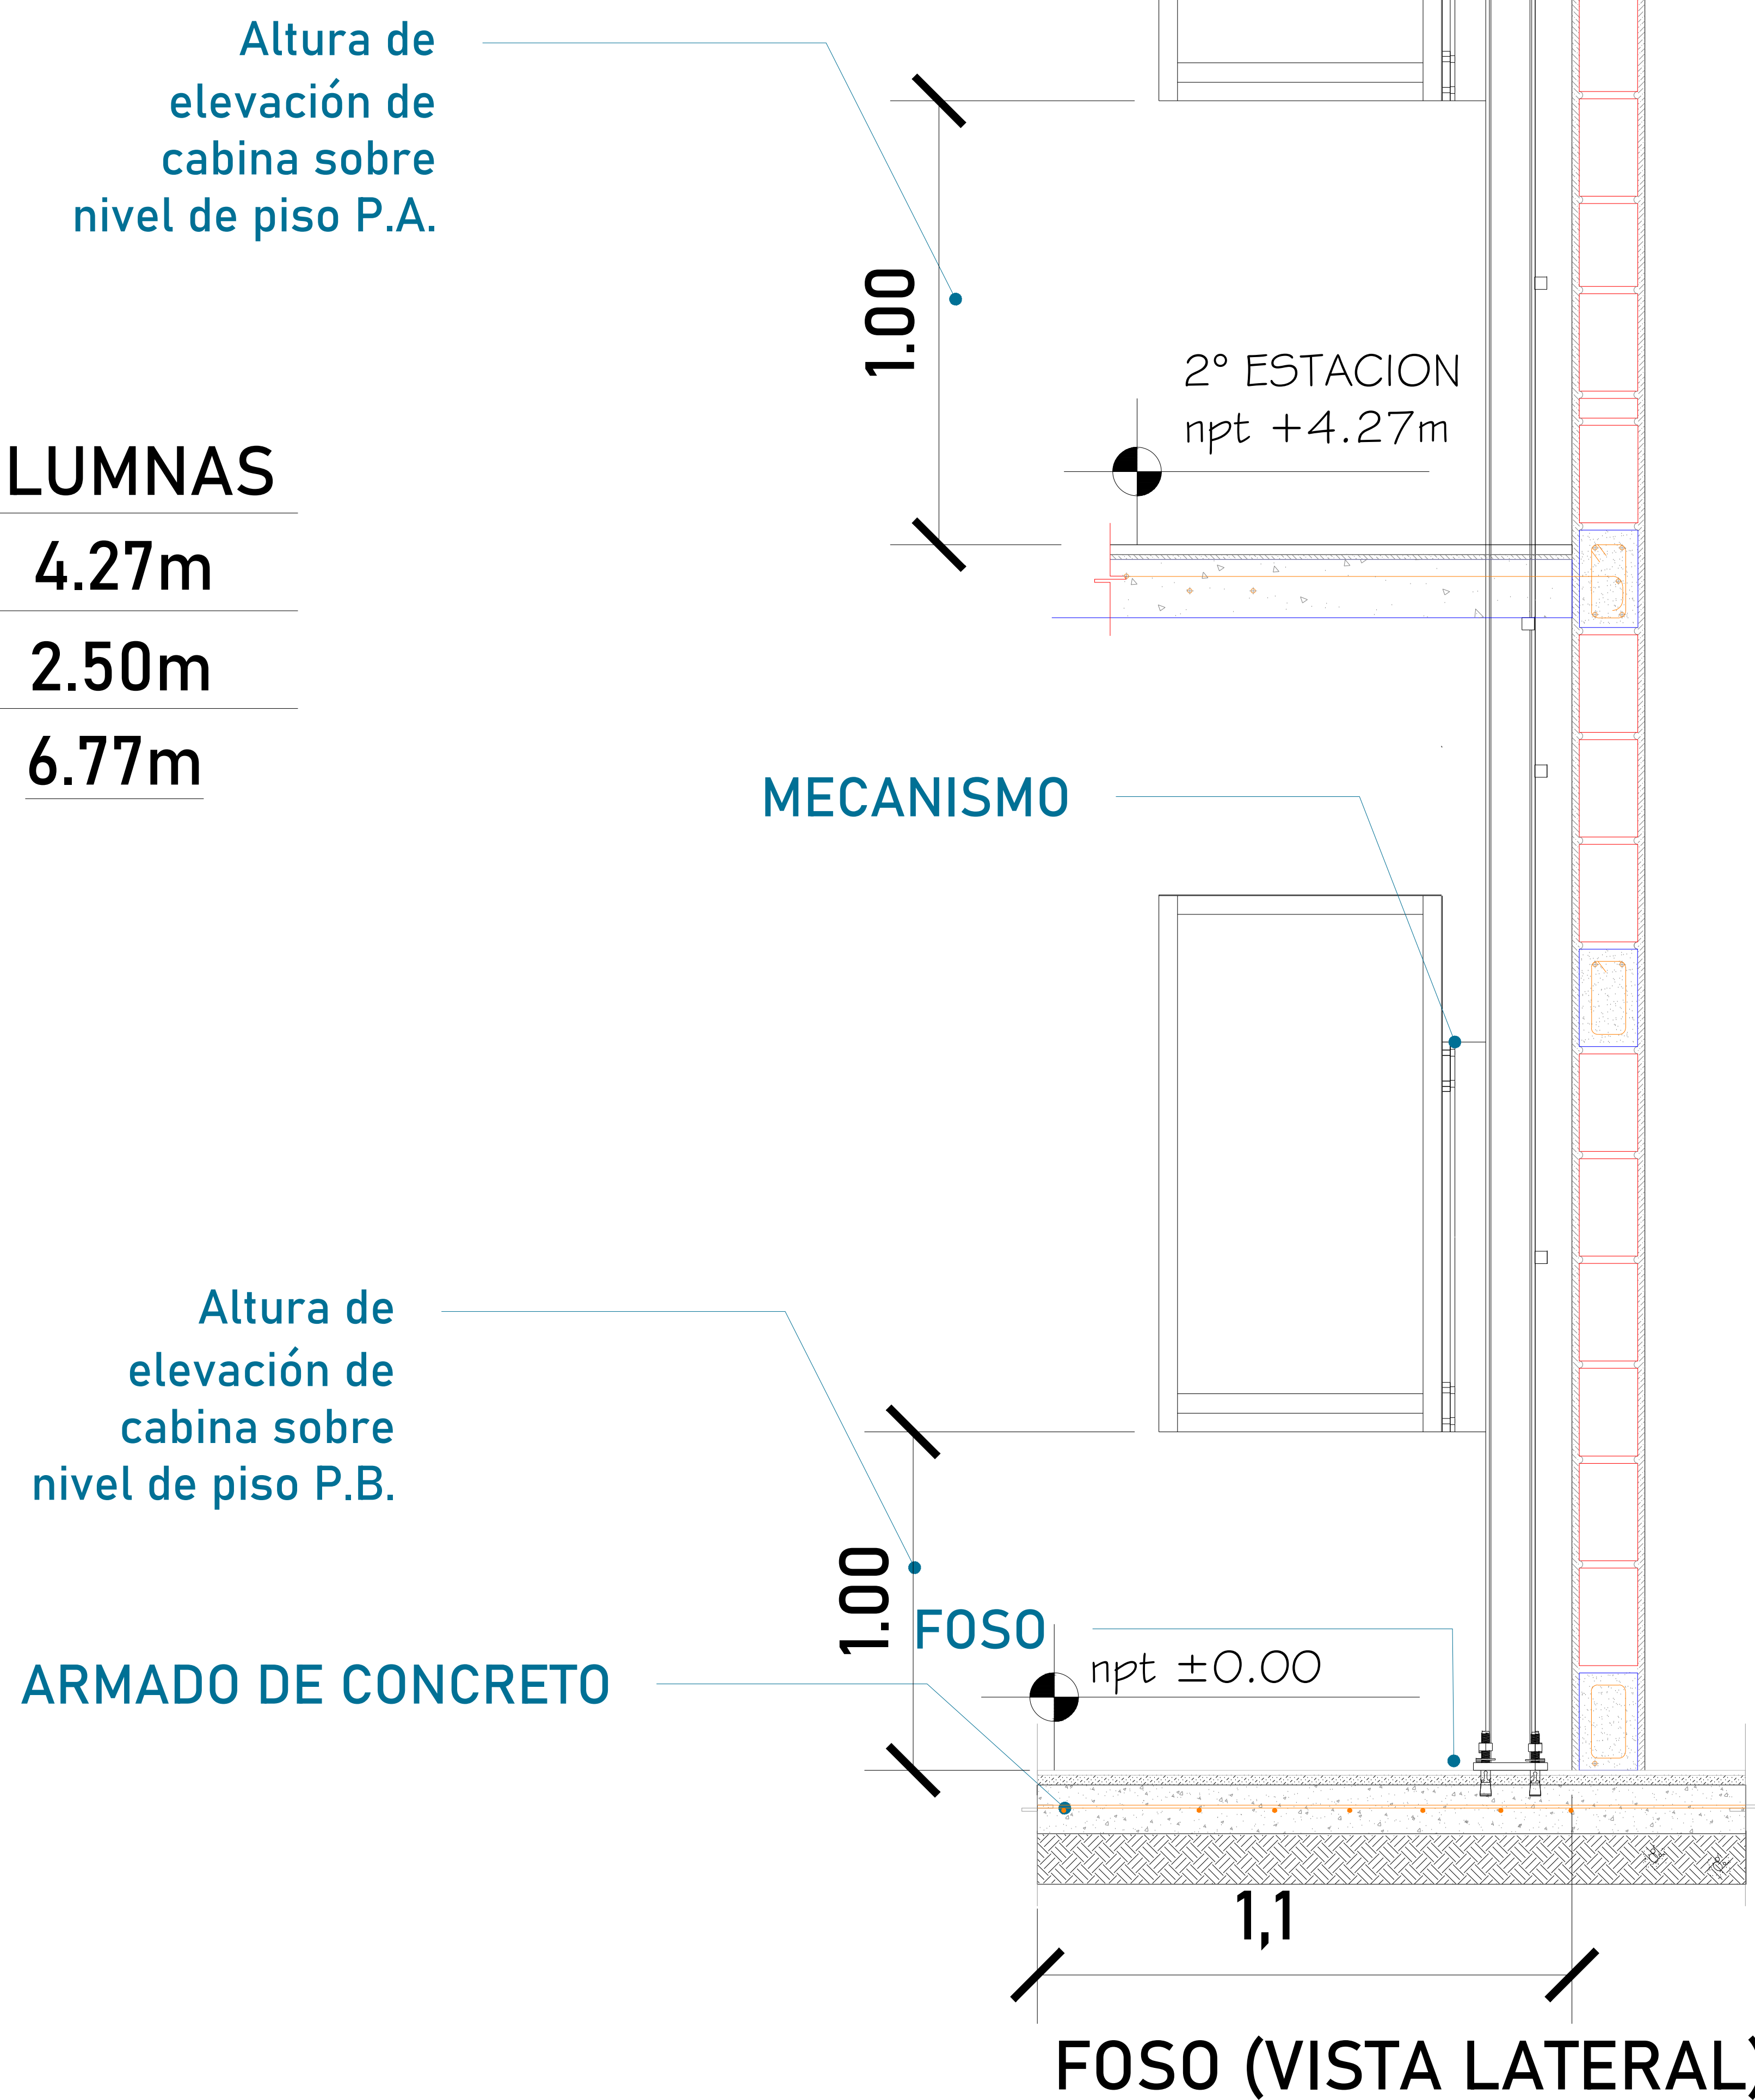 Altura de
elevación de
cabina sobre
nivel de piso P.A.
1.00
2° ESTACION
npt +4.27m
LUMNAS
4.27m
2.50m
6.77m
MECANISMO
Altura de
elevación de
cabina sobre
nivel de piso P.B.
1.00
FOSO
npt ±0.00
ARMADO DE CONCRETO
1,1
FOSO (VISTA LATERAL)